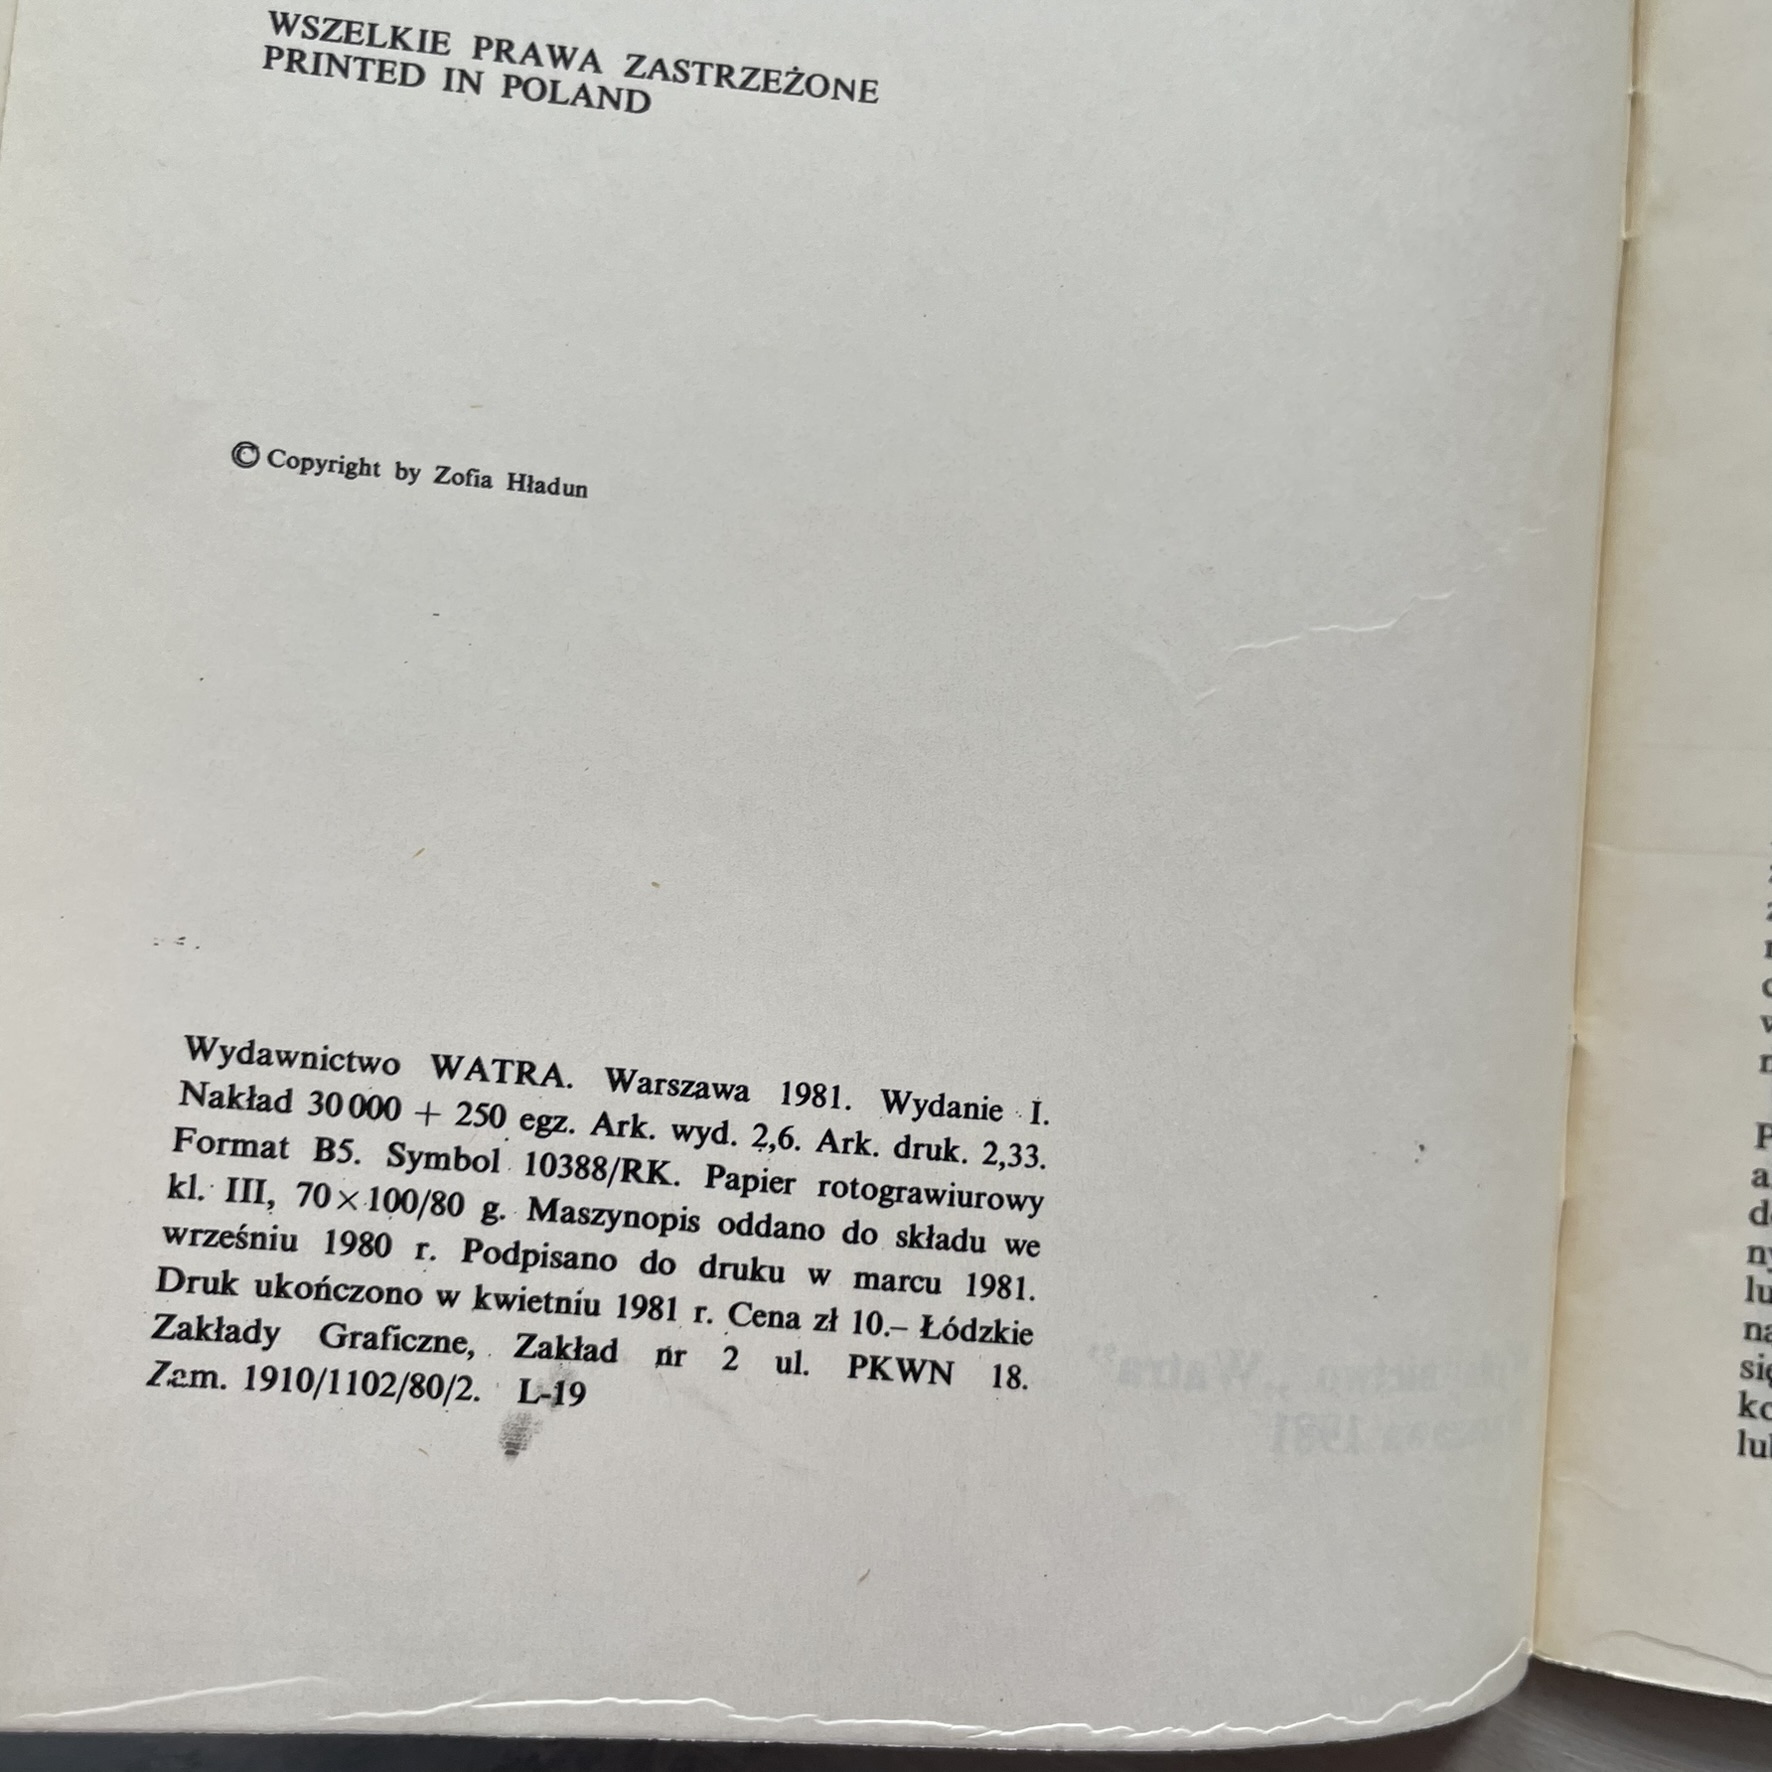 WSZELKIE PRAWA ZASTRZEŻONE
PRINTED IN POLAND
© Copyright by Zofia Hładun
Wydawnictwo WATRA. Warszawa 1981. Wydanie I.
Nakład 30 000 + 250 egz. Ark. wyd. 2,6. Ark. druk. 2,33.
Format B5. Symbol 10388/RK. Papier rotograwiurowy
kl. III, 70×100/80 g. Maszynopis oddano do składu we
wrześniu 1980 r. Podpisano do druku w marcu 1981.
Druk ukończono w kwietniu 1981 r. Cena zł 10.– Łódzkie
Zakłady Graficzne, Zakład nr 2 ul. PKWN 18.
Zam. 1910/1102/80/2. L-19